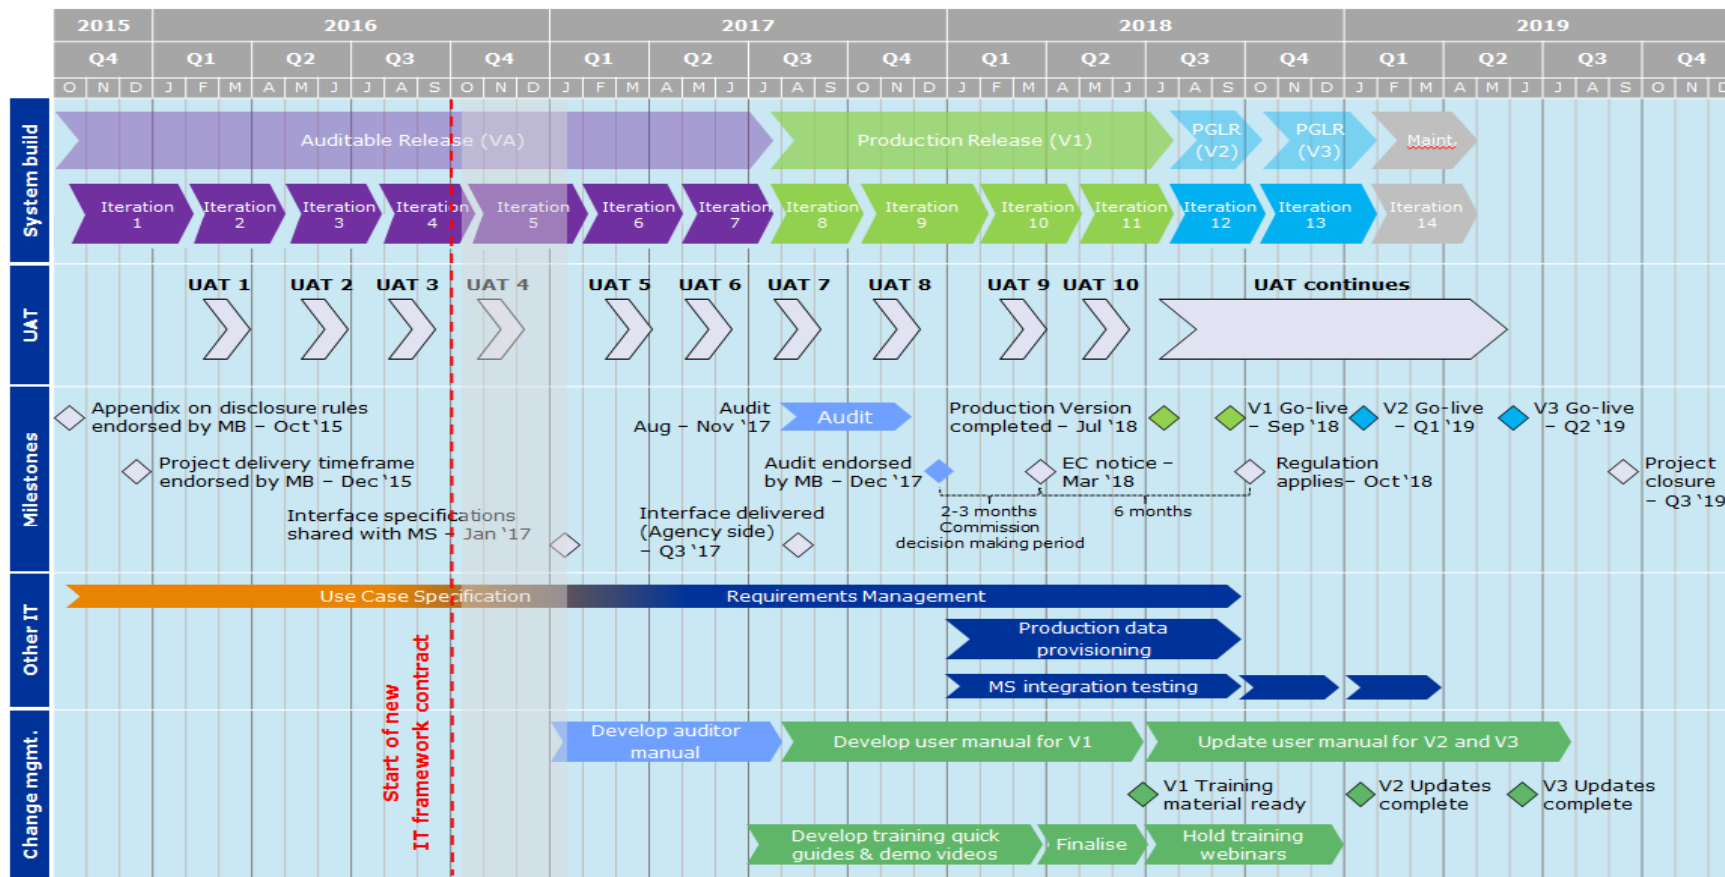 2015 2016 2017 2018 2019
Q4 Q1 Q2 Q3 Q4 Q1 Q2 Q3 Q4 Q1 Q2 Q3 Q4 Q1 Q2 Q3 Q4
O N D J F M A M J J A S O N D J F M A M J J A S O N D J F M A M J J A S O N D J F M A M J J A S O N D
System build
Auditable Release (VA)
Production Release (V1)
PGLR
(V2)
PGLR
(V3)
Maint.
Iteration
1
Iteration
2
Iteration
3
Iteration
4
Iteration
5
Iteration
6
Iteration
7
Iteration
8
Iteration
9
Iteration
10
Iteration
11
Iteration
12
Iteration
13
Iteration
14
UAT
UAT 1 UAT 2 UAT 3 UAT 4 UAT 5 UAT 6 UAT 7 UAT 8 UAT 9 UAT 10 UAT continues
Milestones
Appendix on disclosure rules
endorsed by MB – Oct ‘15
Project delivery timeframe
endorsed by MB – Dec ‘15
Interface specifications
shared with MS – Jan ‘17
Audit
Aug – Nov ‘17
Audit
Audit endorsed
by MB – Dec ‘17
Interface delivered
(Agency side)
– Q3 ‘17
Production Version
completed – Jul ‘18
V1 Go-live
– Sep ‘18
V2 Go-live
– Q1 ‘19
V3 Go-live
– Q2 ‘19
EC notice –
Mar ‘18
Regulation
applies– Oct ‘18
Project
closure
– Q3 ‘19
2-3 months
Commission
decision making period
6 months
Other IT
Use Case Specification
Requirements Management
Production data
provisioning
MS integration testing
Start of new
IT framework contract
Change mgmt.
Develop auditor
manual
Develop user manual for V1
Update user manual for V2 and V3
V1 Training
material ready
V2 Updates
complete
V3 Updates
complete
Develop training quick
guides & demo videos
Finalise
Hold training
webinars